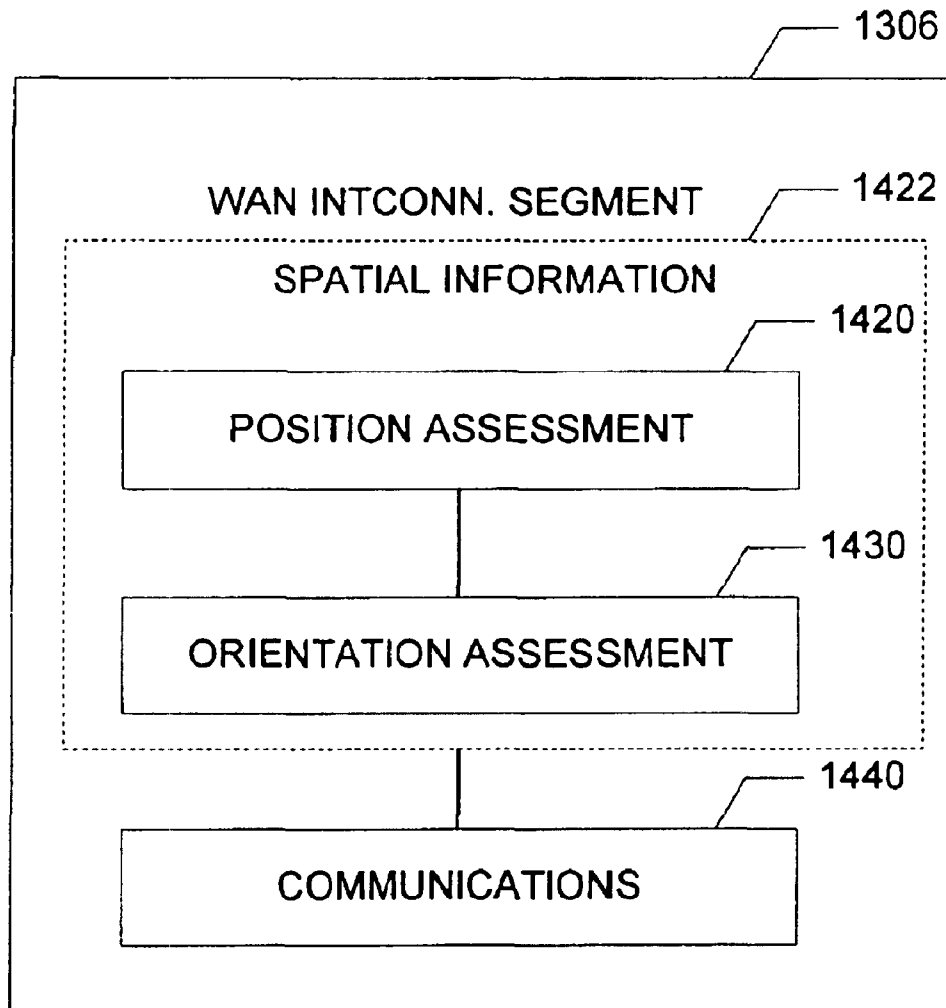 1306
WAN INTCONN. SEGMENT
1422
SPATIAL INFORMATION
1420
POSITION ASSESSMENT
1430
ORIENTATION ASSESSMENT
1440
COMMUNICATIONS